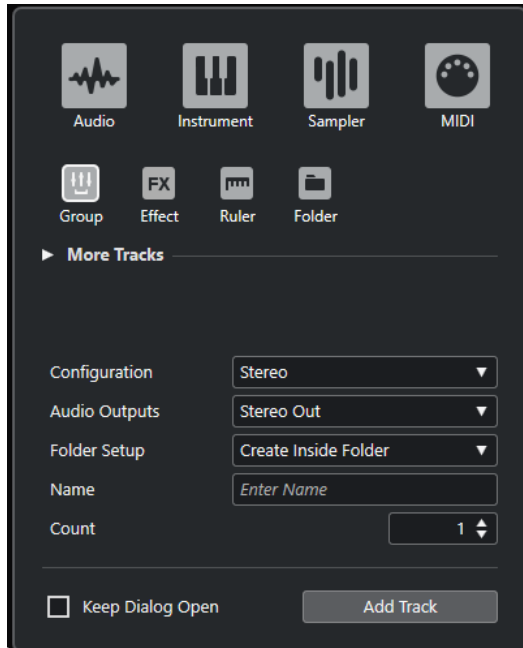 Audio Instrument Sampler MIDI
FX
Group Effect Ruler Folder
More Tracks
Configuration Stereo
Audio Outputs Stereo Out
Folder Setup Create Inside Folder
Name Enter Name
Count 1
Keep Dialog Open Add Track